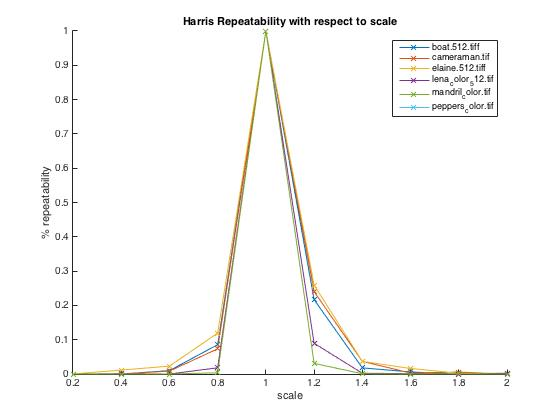 Harris Repeatability with respect to scale
boat.512.tiff
cameraman.tif
elaine.512.tiff
lena_color_512.tif
mandril_color.tif
peppers_color.tif
% repeatability
1
0.9
0.8
0.7
0.6
0.5
0.4
0.3
0.2
0.1
0
0.2 0.4 0.6 0.8 1 1.2 1.4 1.6 1.8 2
scale